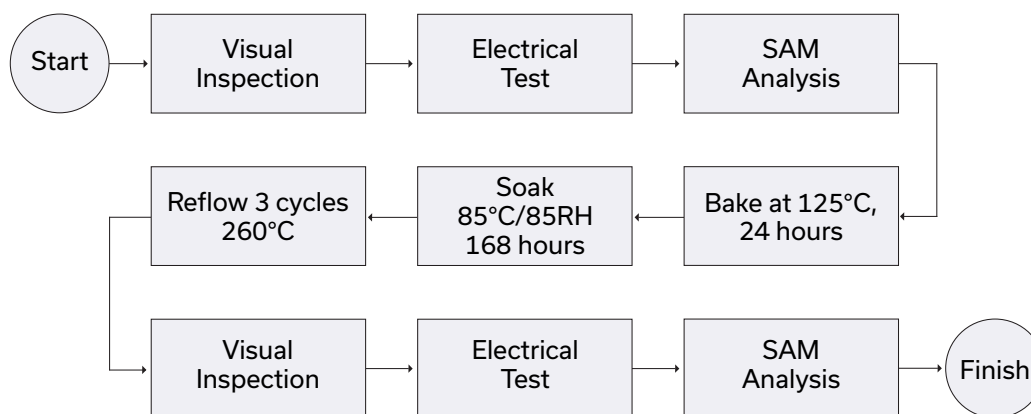 Start
Visual
Inspection
Electrical
Test
SAM
Analysis
Bake at 125°C,
24 hours
Soak
85°C/85RH
168 hours
Reflow 3 cycles
260°C
Visual
Inspection
Electrical
Test
SAM
Analysis
Finish